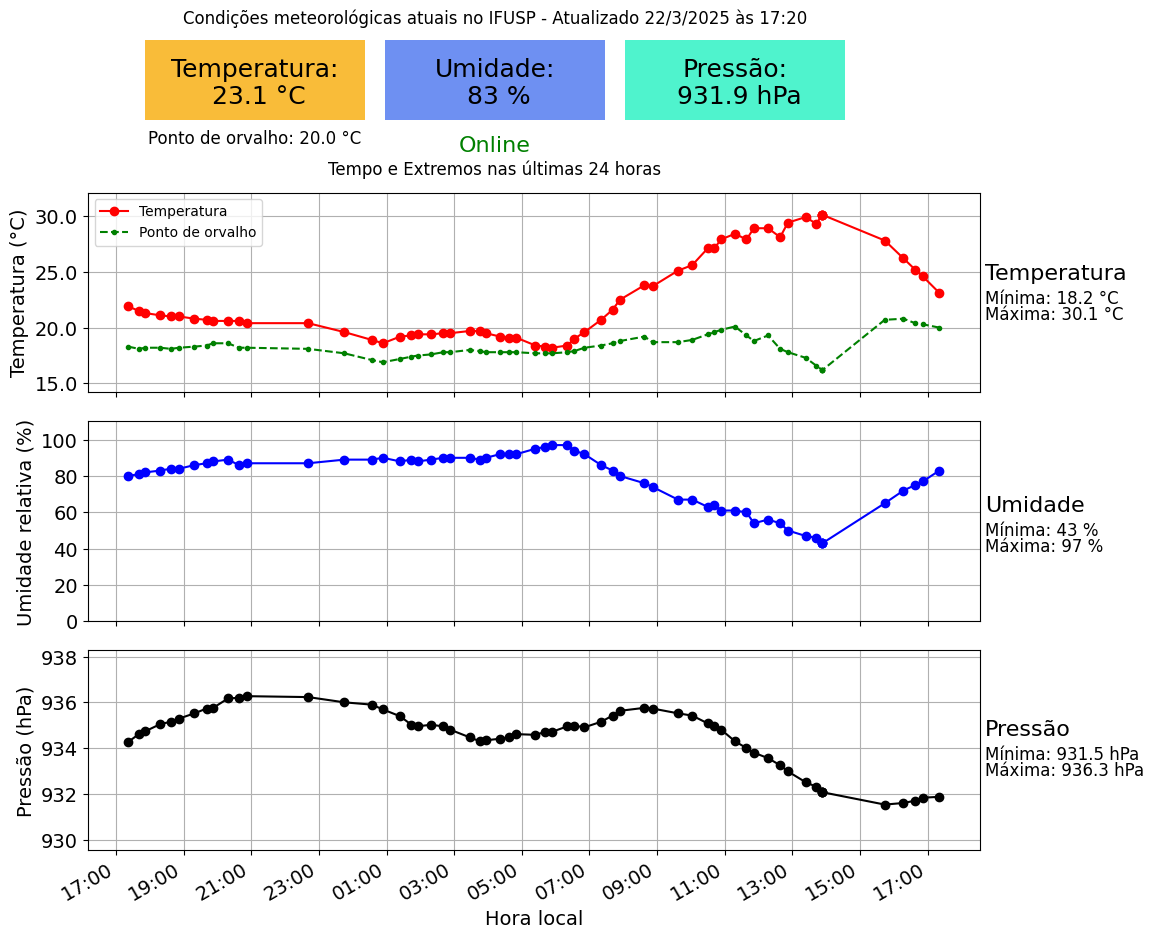 Condições meteorológicas atuais no IFUSP - Atualizado 22/3/2025 às 17:20
Temperatura:
23.1 °C
Umidade:
83 %
Pressão:
931.9 hPa
Ponto de orvalho: 20.0 °C
Online
Tempo e Extremos nas últimas 24 horas
Temperatura (°C)
30.0
25.0
20.0
15.0
Temperatura
Ponto de orvalho
Temperatura
Mínima: 18.2 °C
Máxima: 30.1 °C
Umidade relativa (%)
100
80
60
40
20
0
Umidade
Mínima: 43 %
Máxima: 97 %
Pressão (hPa)
938
936
934
932
930
Pressão
Mínima: 931.5 hPa
Máxima: 936.3 hPa
17:00 19:00 21:00 23:00 01:00 03:00 05:00 07:00 09:00 11:00 13:00 15:00 17:00
Hora local